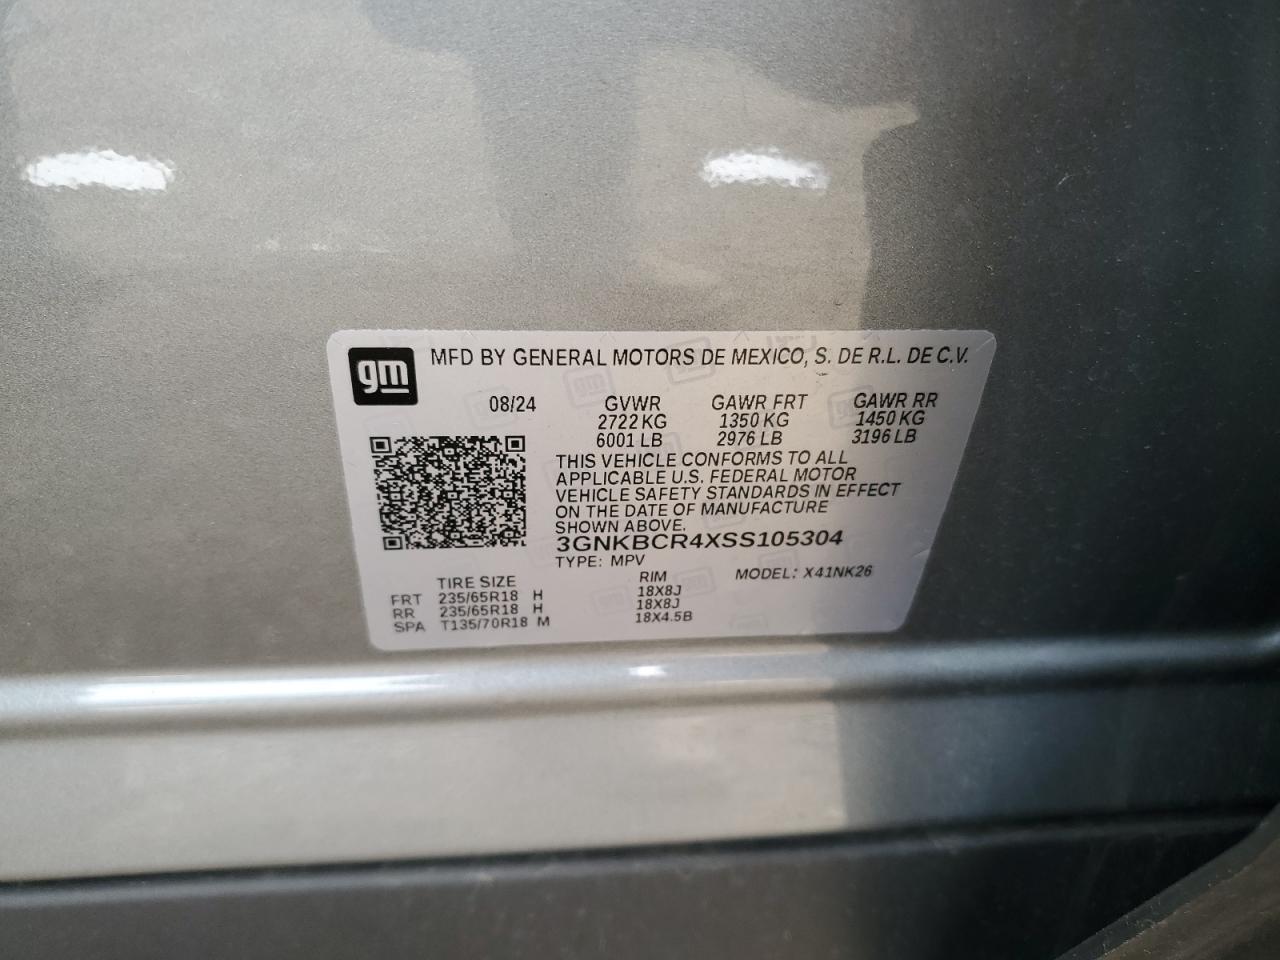 gm MFD BY GENERAL MOTORS DE MEXICO, S. DE R.L. DE C.V.
08/24 GVWR GAWR FRT GAWR RR
2722 KG 1350 KG 1450 KG
6001 LB 2976 LB 3196 LB
THIS VEHICLE CONFORMS TO ALL
APPLICABLE U.S. FEDERAL MOTOR
VEHICLE SAFETY STANDARDS IN EFFECT
ON THE DATE OF MANUFACTURE
SHOWN ABOVE.
3GNKBCR4XSS105304
TYPE: MPV MODEL: X41NK26
TIRE SIZE RIM
FRT 235/65R18 H 18X8J
RR 235/65R18 H 18X8J
SPA T135/70R18 M 18X4.5B